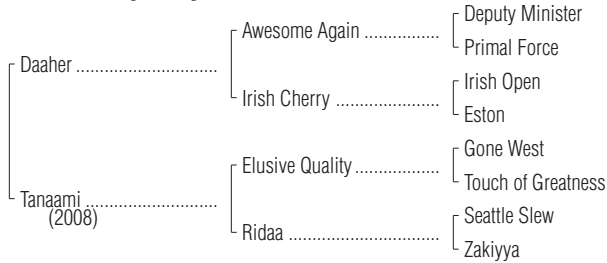 Deputy Minister
Awesome Again ................
Primal Force
Daaher .............................
Irish Open
Irish Cherry ......................
Eston
Gone West
Elusive Quality..................
Touch of Greatness
Tanaami ...........................
(2008)
Seattle Slew
Ridaa ................................
Zakiyya